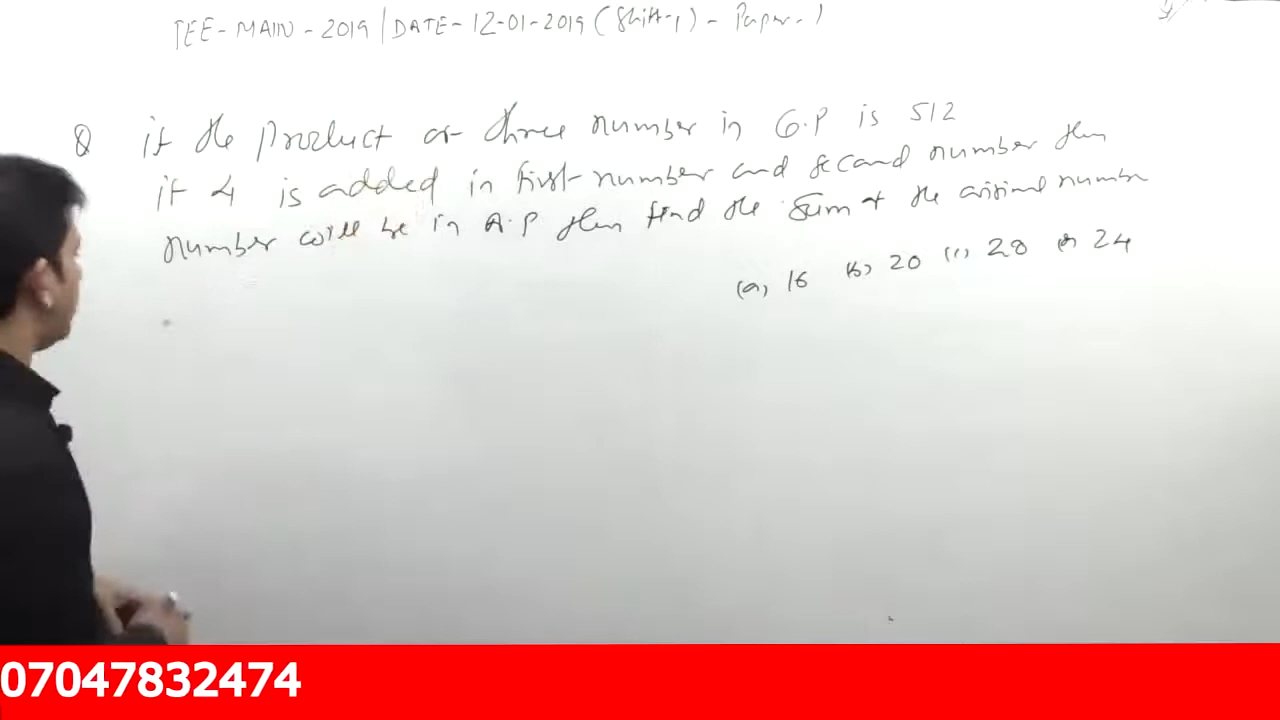 JEE-MAIN-2019 | DATE-12-01-2019 (Shift-1) - Paper-1
Q if the product of three number in G.P is 512
if 4 is added in first number and second number then
number will be in A.P then find the sum of the original number
(a) 16 (b) 20 (c) 28 (d) 24
07047832474